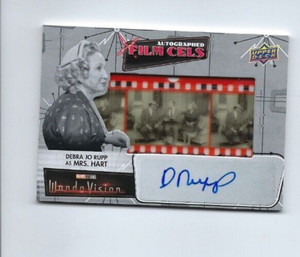 AUTOGRAPHED
FILM CELS
UPPER
DECK
DEBRA JO RUPP
AS MRS. HART
D Rupp
MARVEL STUDIOS
WandaVision